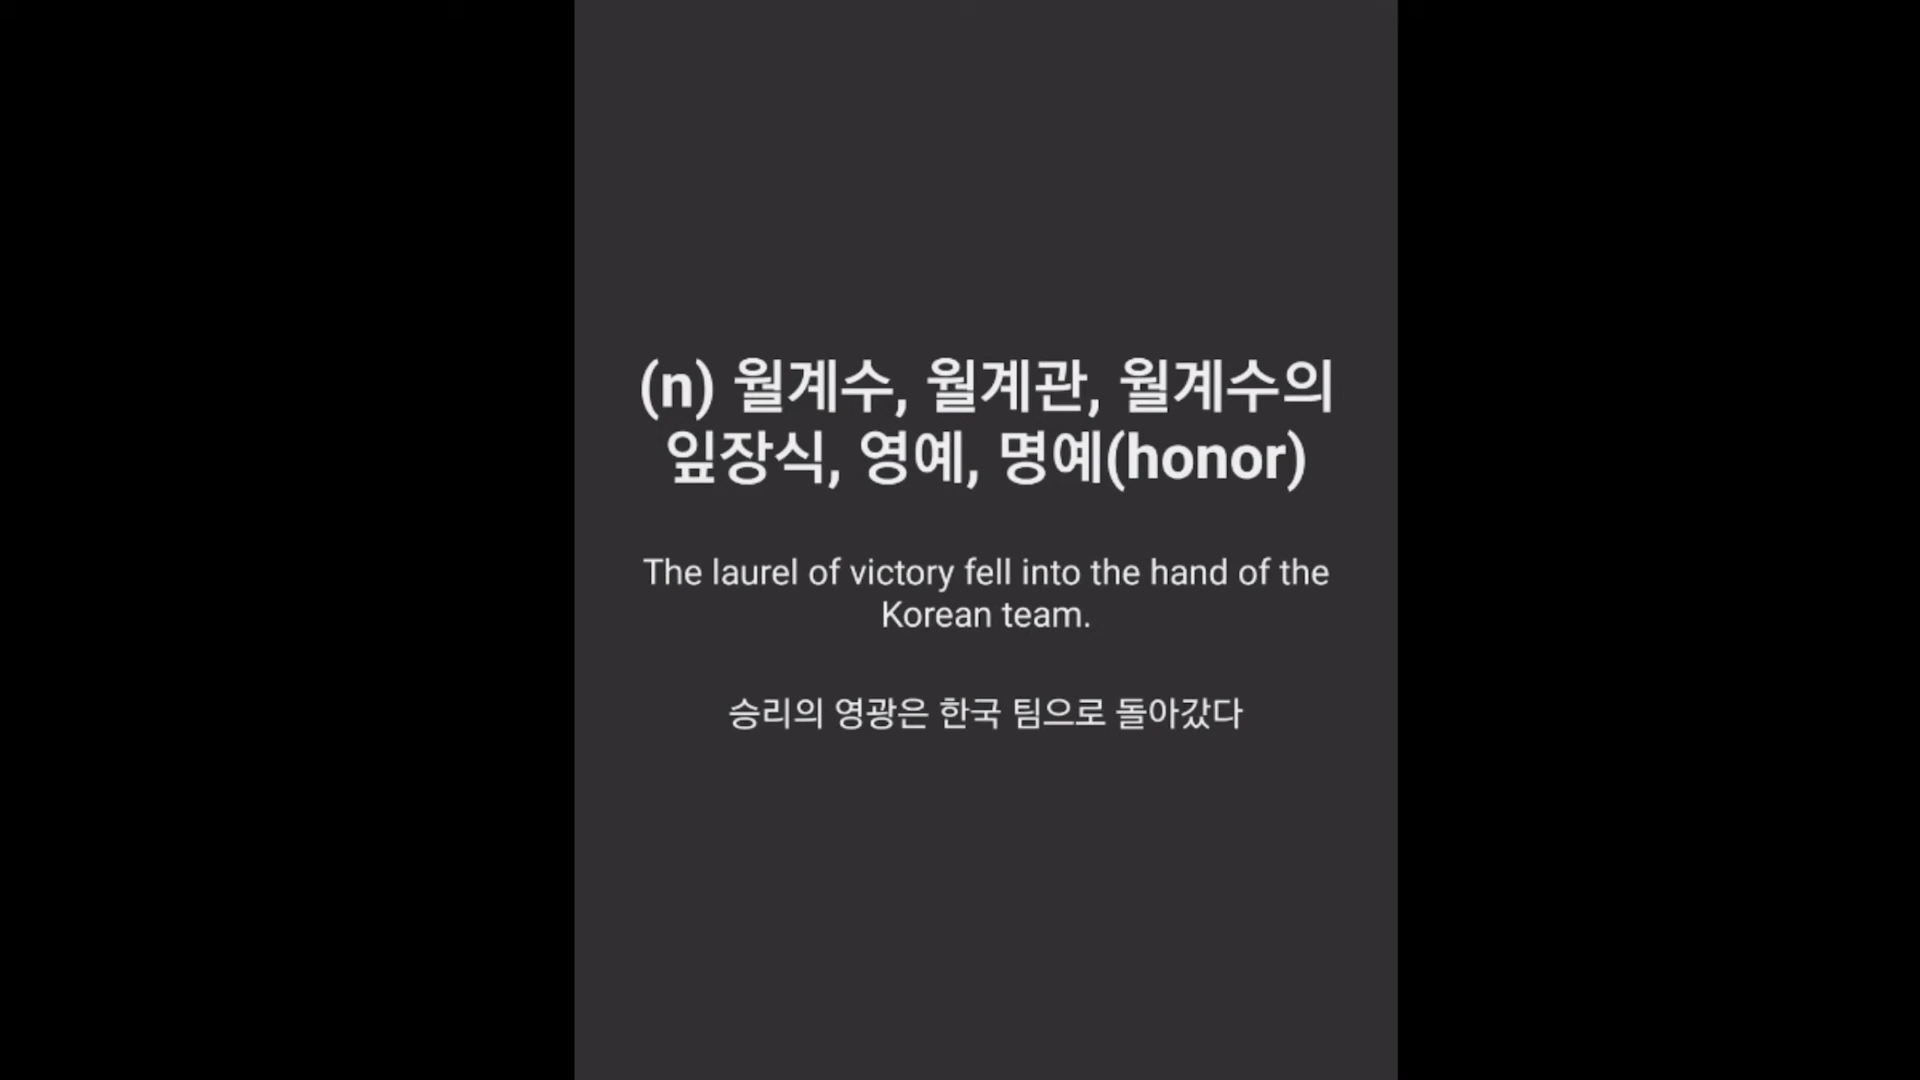 (n) 월계수, 월계관, 월계수의
잎장식, 영예, 명예(honor)
The laurel of victory fell into the hand of the
Korean team.
승리의 영광은 한국 팀으로 돌아갔다